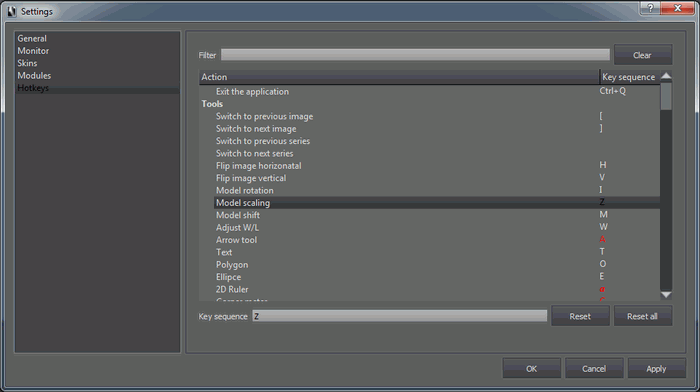 Settings
General
Monitor
Skins
Modules
Hotkeys
Filter
Clear
Action Key sequence
Exit the application Ctrl+Q
Tools
Switch to previous image [
Switch to next image ]
Switch to previous series
Switch to next series
Flip image horizonatal H
Flip image vertical V
Model rotation I
Model scaling Z
Model shift M
Adjust W/L W
Arrow tool A
Text T
Polygon O
Ellipce E
2D Ruler d
Key sequence Z
Reset
Reset all
OK
Cancel
Apply